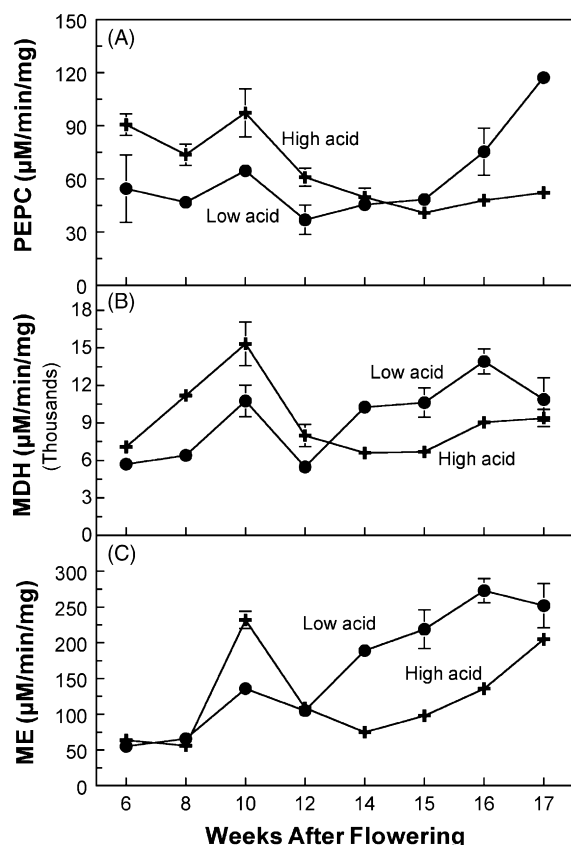 (A)
PEPC (µM/min/mg)
150
120
90
60
30
0
High acid
Low acid
(B)
MDH (µM/min/mg)
(Thousands)
18
15
12
9
6
3
0
Low acid
High acid
(C)
ME (µM/min/mg)
300
250
200
150
100
50
0
Low acid
High acid
6 8 10 12 14 15 16 17
Weeks After Flowering